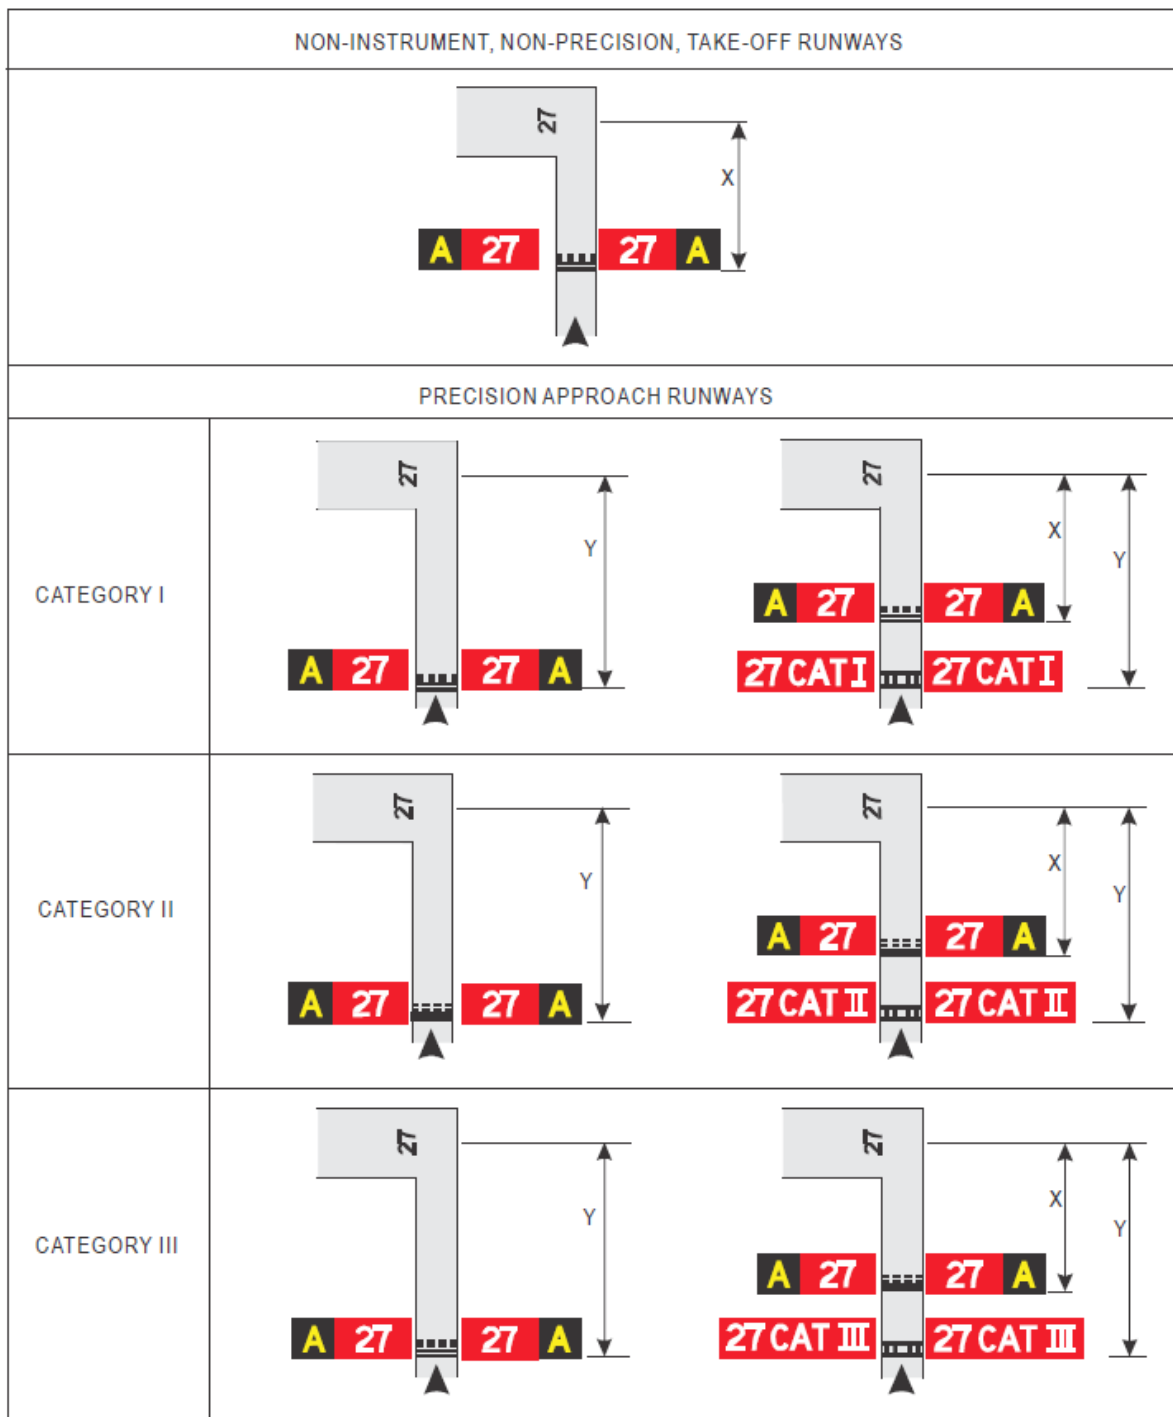 NON-INSTRUMENT, NON-PRECISION, TAKE-OFF RUNWAYS
27
X
A 27 27 A
PRECISION APPROACH RUNWAYS
CATEGORY I
27
Y
A 27 27 A
27
X
Y
A 27 27 A
27 CAT I 27 CAT I
CATEGORY II
27
Y
A 27 27 A
27
X
Y
A 27 27 A
27 CAT II 27 CAT II
CATEGORY III
27
Y
A 27 27 A
27
X
Y
A 27 27 A
27 CAT III 27 CAT III